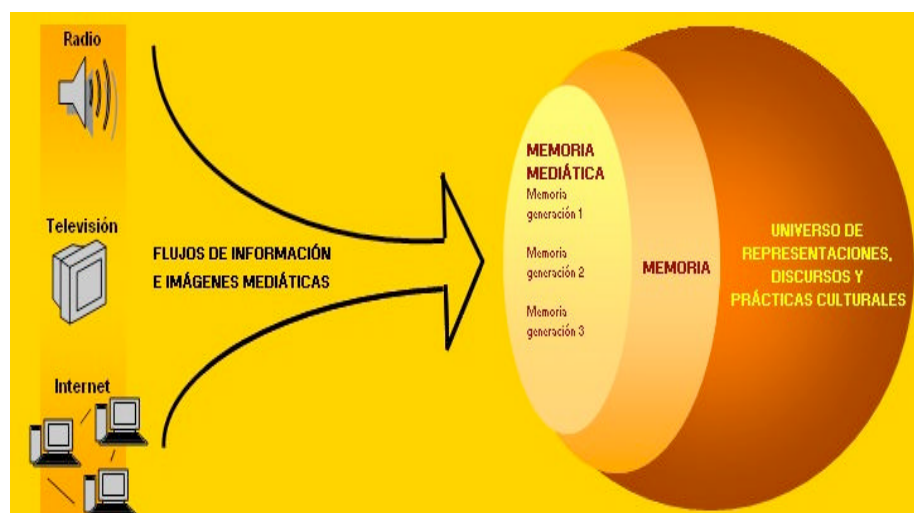 Radio
Televisión
Internet
FLUJOS DE INFORMACIÓN
E IMÁGENES MEDIÁTICAS
MEMORIA
MEDIÁTICA
Memoria
generación 1
Memoria
generación 2
Memoria
generación 3
MEMORIA
UNIVERSO DE
REPRESENTACIONES,
DISCURSOS Y
PRÁCTICAS CULTURALES